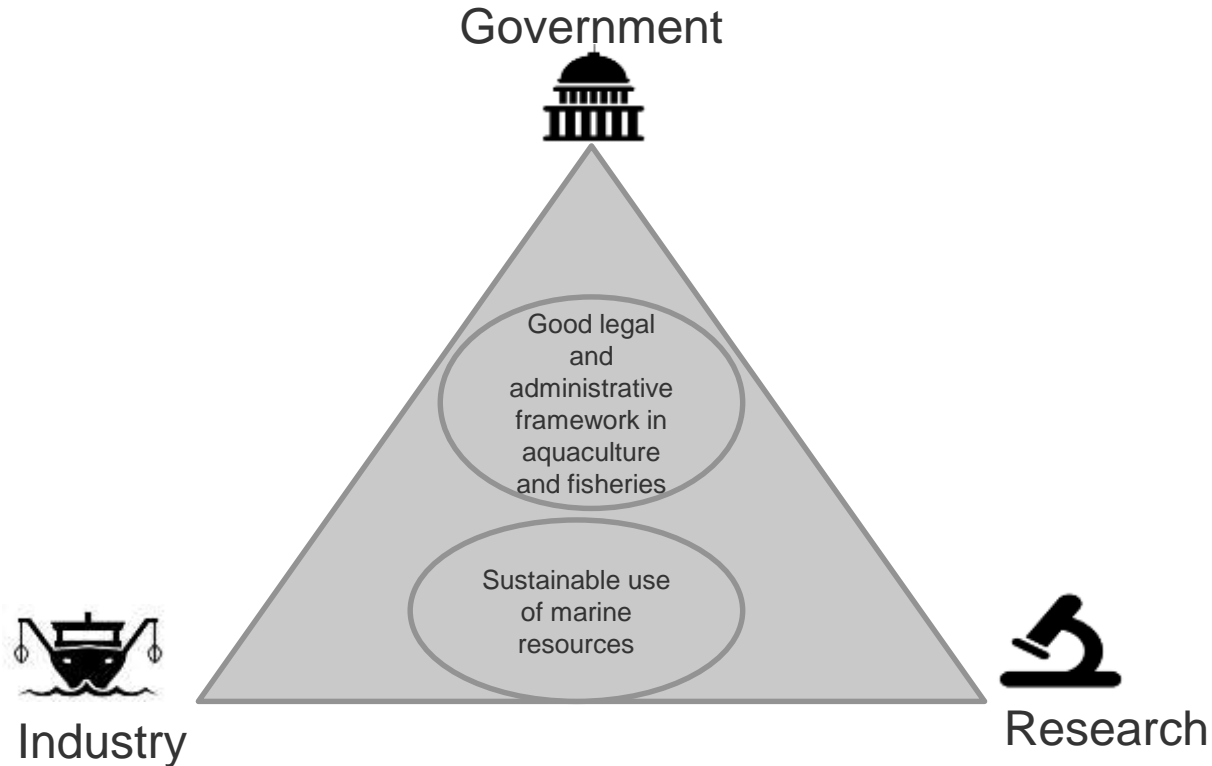 Government
Good legal
and
administrative
framework in
aquaculture
and fisheries
Sustainable use
of marine
resources
Industry
Research